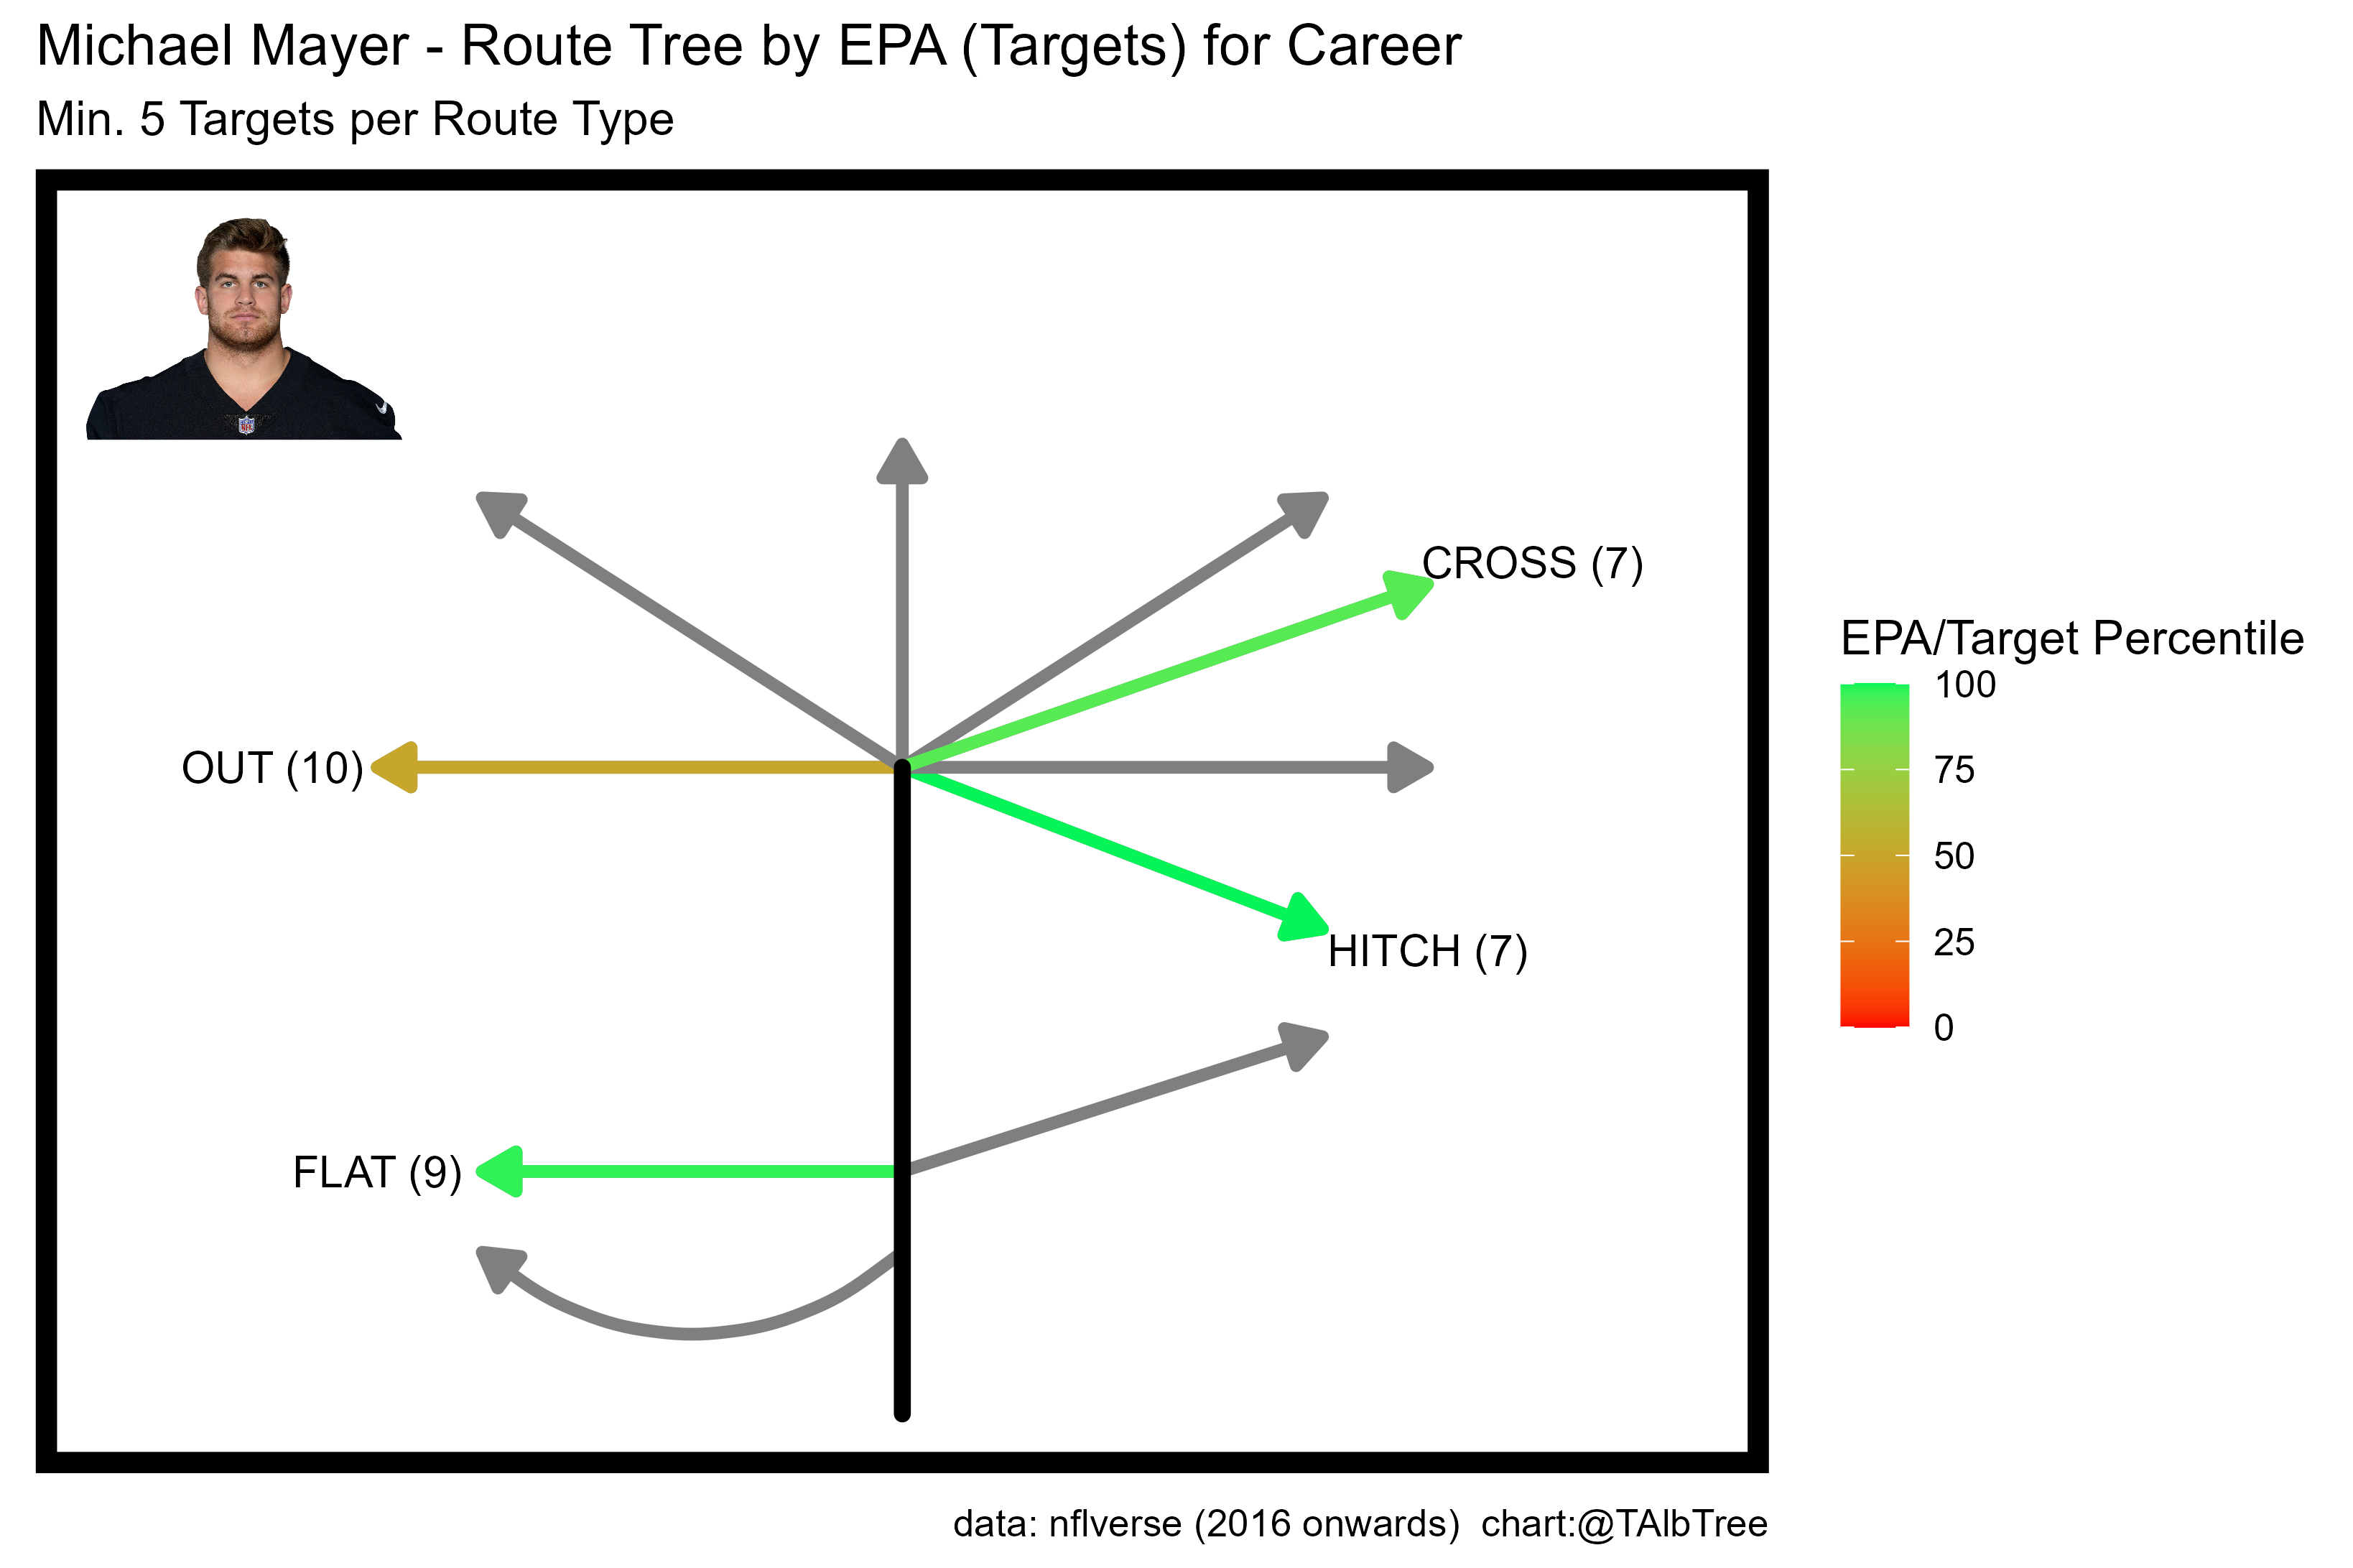 Michael Mayer - Route Tree by EPA (Targets) for Career
Min. 5 Targets per Route Type
CROSS (7)
OUT (10)
HITCH (7)
FLAT (9)
EPA/Target Percentile
100
75
50
25
0
data: nflverse (2016 onwards)  chart:@TAlbTree